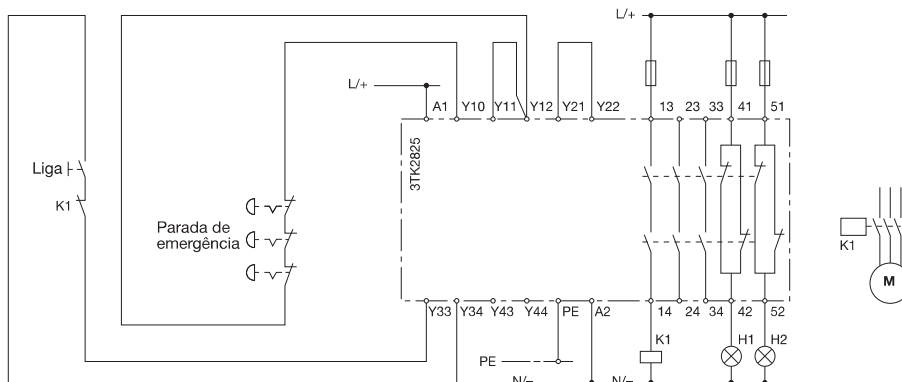 L/+
L/+
A1 Y10 Y11 Y12 Y21 Y22 13 23 33 41 51
3TK2825
Liga
K1
Parada de
emergência
K1
M
Y33 Y34 Y43 Y44 PE A2 14 24 34 42 52
K1 H1 H2
PE
N/– N/–